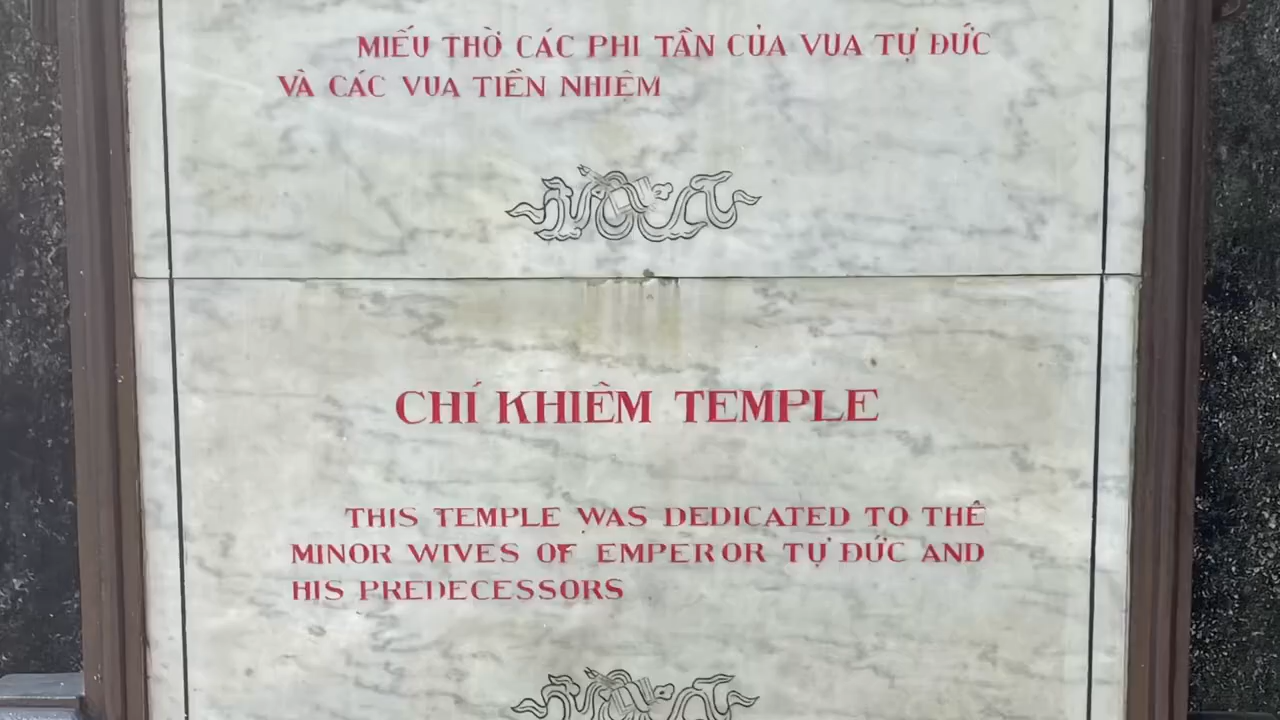 MIẾU THỜ CÁC PHI TẦN CỦA VUA TỰ ĐỨC
VÀ CÁC VUA TIỀN NHIỆM
CHÍ KHIÊM TEMPLE
THIS TEMPLE WAS DEDICATED TO THÊ
MINOR WIVES OF EMPEROR TỰ ĐỨC AND
HIS PREDECESSORS